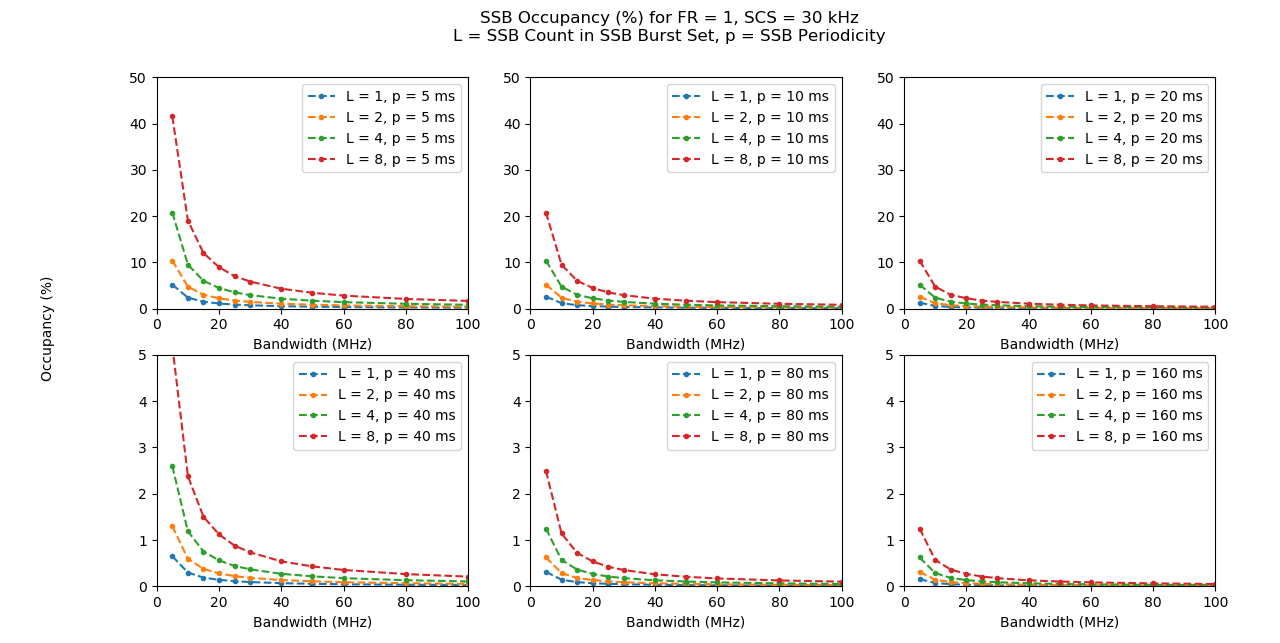 SSB Occupancy (%) for FR = 1, SCS = 30 kHz
L = SSB Count in SSB Burst Set, p = SSB Periodicity
Occupancy (%)
50
40
30
20
10
0
L = 1, p = 5 ms
L = 2, p = 5 ms
L = 4, p = 5 ms
L = 8, p = 5 ms
0 20 40 60 80 100
Bandwidth (MHz)
50
40
30
20
10
0
L = 1, p = 10 ms
L = 2, p = 10 ms
L = 4, p = 10 ms
L = 8, p = 10 ms
0 20 40 60 80 100
Bandwidth (MHz)
50
40
30
20
10
0
L = 1, p = 20 ms
L = 2, p = 20 ms
L = 4, p = 20 ms
L = 8, p = 20 ms
0 20 40 60 80 100
Bandwidth (MHz)
5
4
3
2
1
0
L = 1, p = 40 ms
L = 2, p = 40 ms
L = 4, p = 40 ms
L = 8, p = 40 ms
0 20 40 60 80 100
Bandwidth (MHz)
5
4
3
2
1
0
L = 1, p = 80 ms
L = 2, p = 80 ms
L = 4, p = 80 ms
L = 8, p = 80 ms
0 20 40 60 80 100
Bandwidth (MHz)
5
4
3
2
1
0
L = 1, p = 160 ms
L = 2, p = 160 ms
L = 4, p = 160 ms
L = 8, p = 160 ms
0 20 40 60 80 100
Bandwidth (MHz)